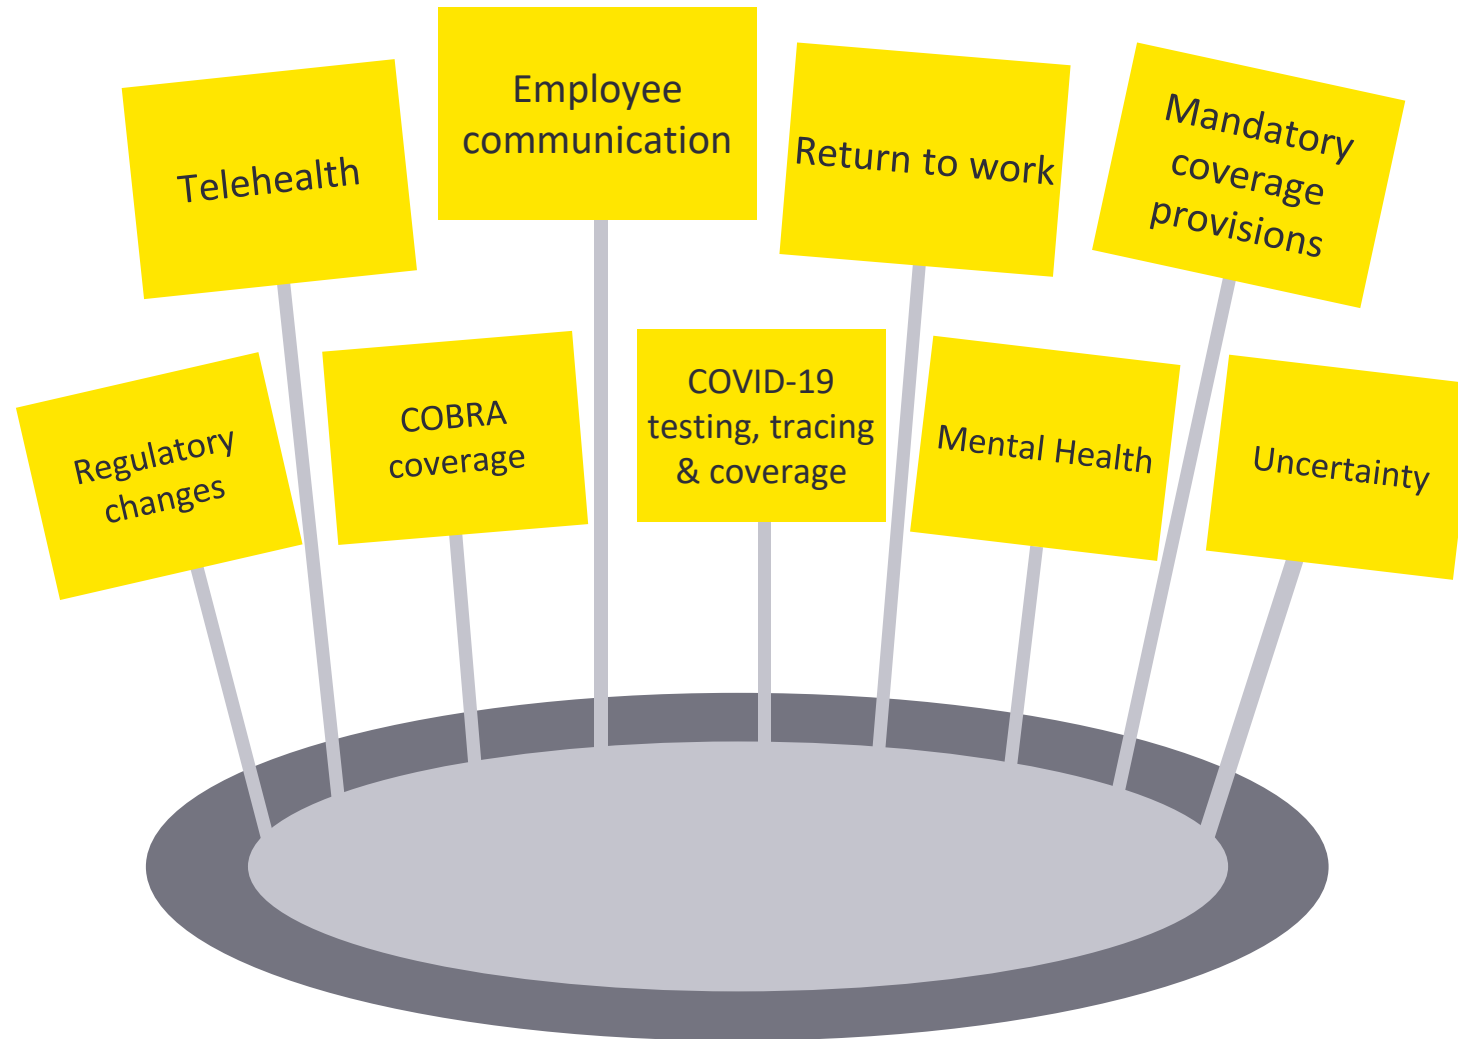 Telehealth
Employee
communication
Return to work
Mandatory
coverage
provisions
Regulatory
changes
COBRA
coverage
COVID-19
testing, tracing
& coverage
Mental Health
Uncertainty